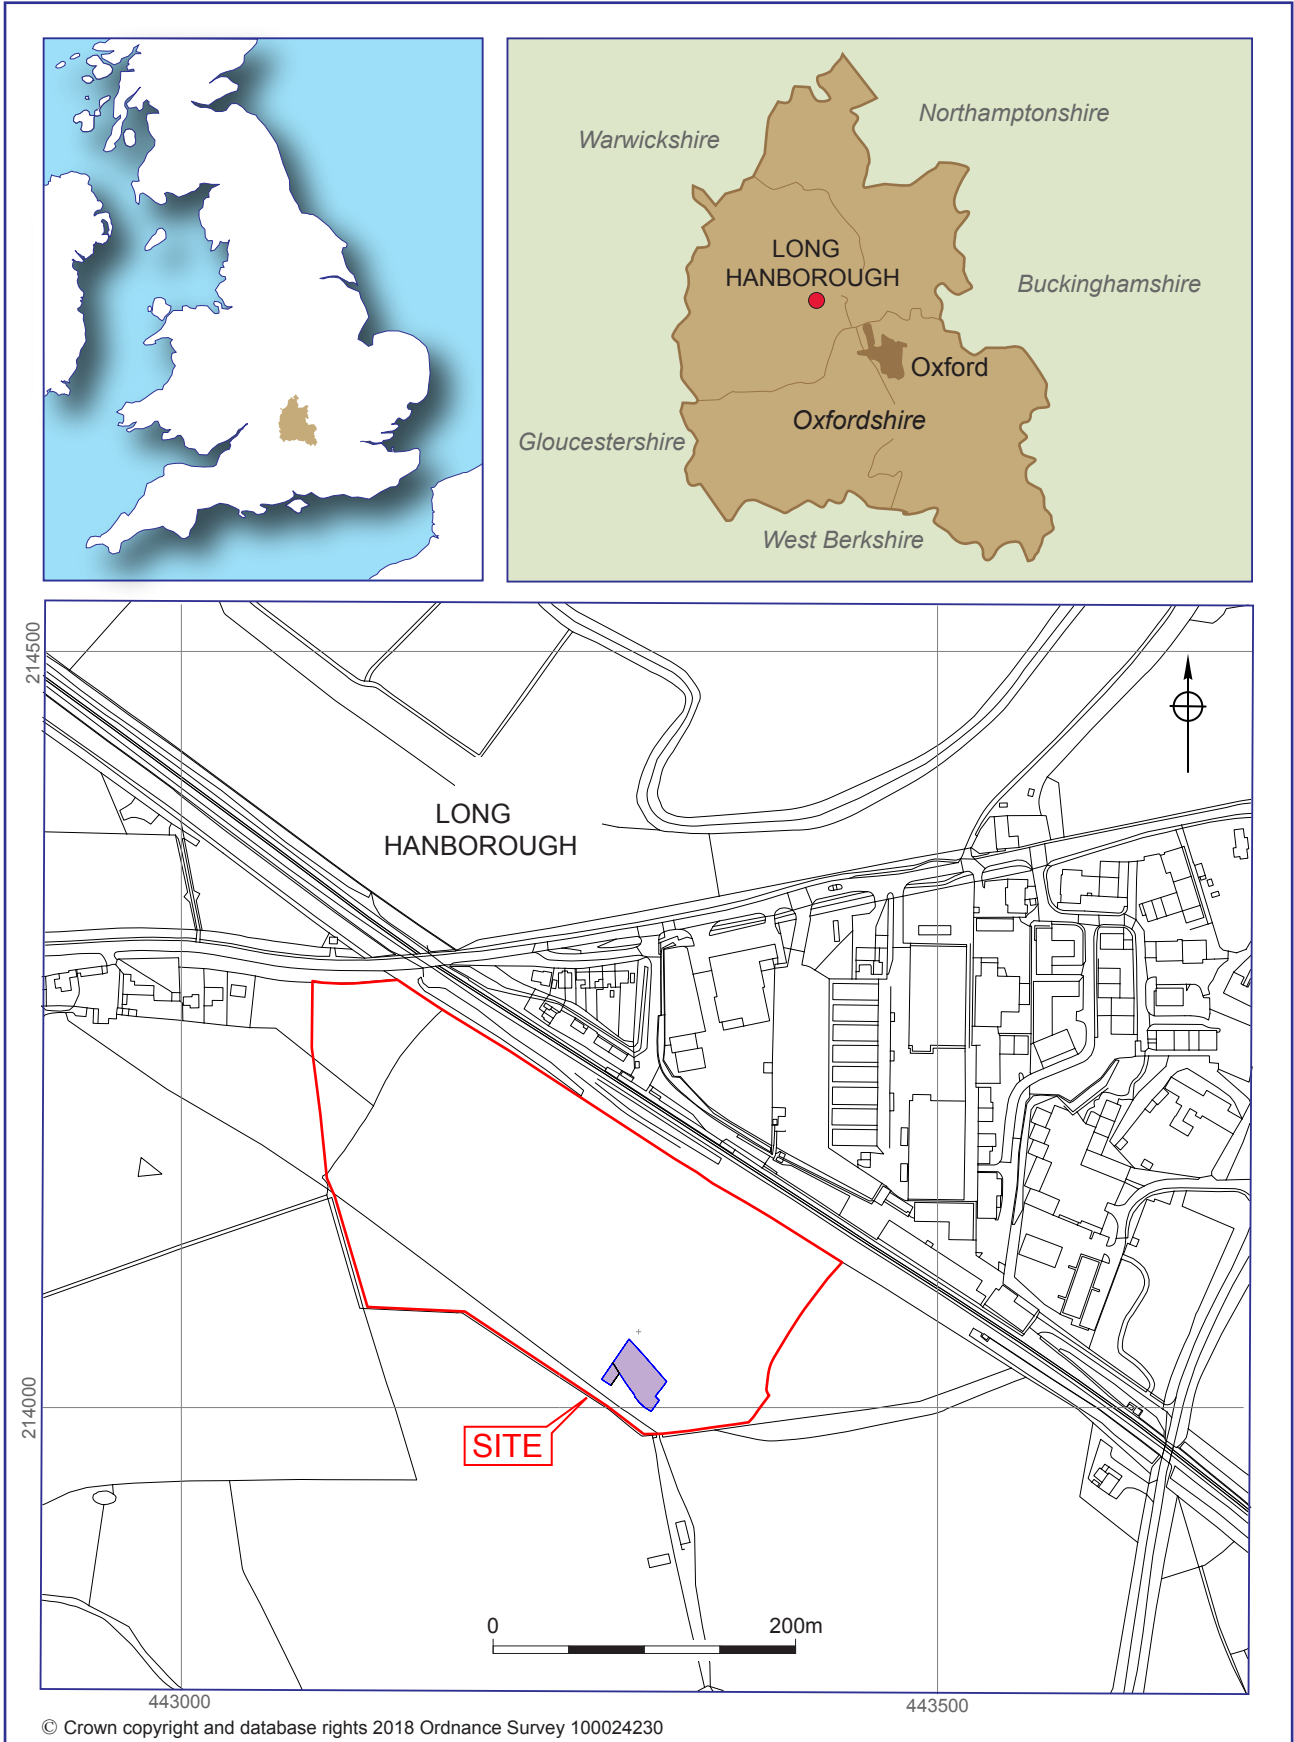 Warwickshire
Northamptonshire
LONG
HANBOROUGH
Buckinghamshire
Oxford
Oxfordshire
Gloucestershire
West Berkshire
214500
LONG
HANBOROUGH
214000
SITE
0 200m
443000 443500
© Crown copyright and database rights 2018 Ordnance Survey 100024230